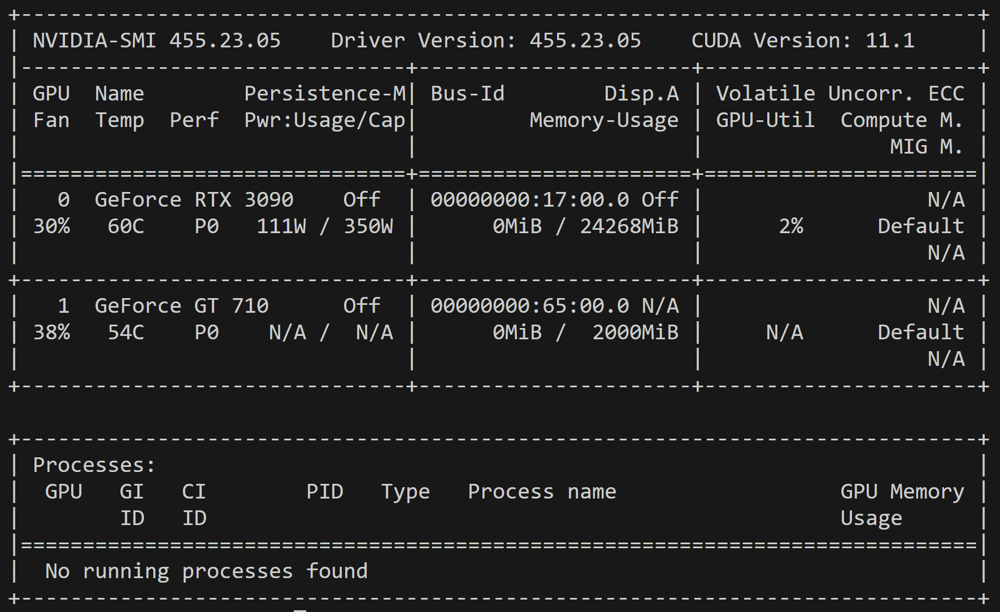 +-----------------------------------------------------------------------------+
| NVIDIA-SMI 455.23.05    Driver Version: 455.23.05    CUDA Version: 11.1     |
|-------------------------------+----------------------+----------------------+
| GPU  Name        Persistence-M| Bus-Id        Disp.A | Volatile Uncorr. ECC |
| Fan  Temp  Perf  Pwr:Usage/Cap|         Memory-Usage | GPU-Util  Compute M. |
|                               |                      |               MIG M. |
|===============================+======================+======================|
|   0  GeForce RTX 3090    Off  | 00000000:17:00.0 Off |                  N/A |
| 30%   60C    P0   111W / 350W |      0MiB / 24268MiB |      2%      Default |
|                               |                      |                  N/A |
+-------------------------------+----------------------+----------------------+
|   1  GeForce GT 710      Off  | 00000000:65:00.0 N/A |                  N/A |
| 38%   54C    P0    N/A /  N/A |      0MiB /  2000MiB |     N/A      Default |
|                               |                      |                  N/A |
+-------------------------------+----------------------+----------------------+

+-----------------------------------------------------------------------------+
| Processes:                                                                  |
|  GPU   GI   CI        PID   Type   Process name                  GPU Memory |
|        ID   ID                                                   Usage      |
|=============================================================================|
|  No running processes found                                                 |
+-----------------------------------------------------------------------------+